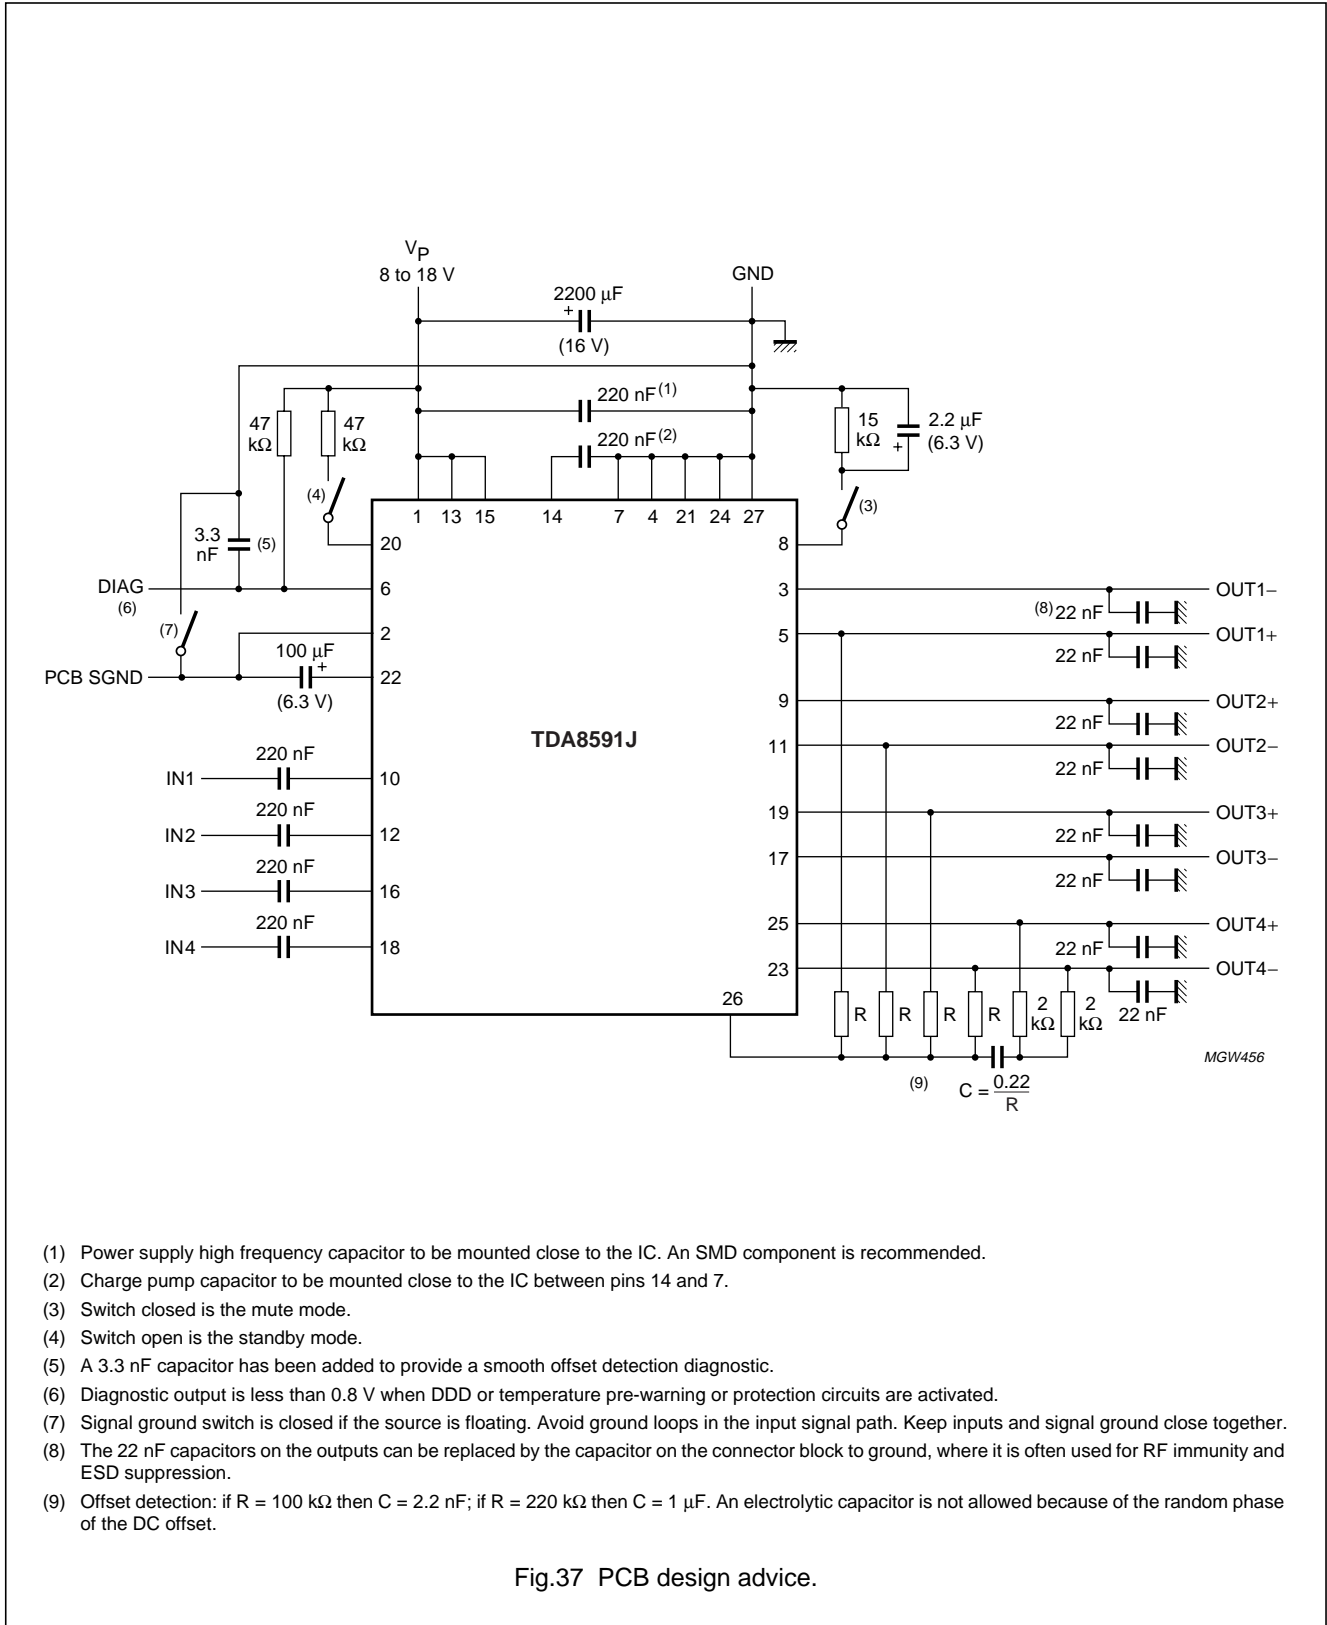 V_P
8 to 18 V
GND
2200 μF
+
(16 V)
220 nF(1)
220 nF(2)
47 kΩ
47 kΩ
15 kΩ
2.2 μF
+
(6.3 V)
(4)
(3)
3.3 nF
(5)
1 13 15 14 7 4 21 24 27
20
8
DIAG
(6)
6
3
(8) 22 nF
OUT1−
(7)
2
5
22 nF
OUT1+
PCB SGND
100 μF
+
(6.3 V)
22
9
22 nF
OUT2+
TDA8591J
11
22 nF
OUT2−
IN1
220 nF
10
IN2
220 nF
12
19
22 nF
OUT3+
17
22 nF
OUT3−
IN3
220 nF
16
IN4
220 nF
18
25
22 nF
OUT4+
23
22 nF
OUT4−
26
R R R R 2 kΩ 2 kΩ
(9)
C = 0.22
R
MGW456
(1) Power supply high frequency capacitor to be mounted close to the IC. An SMD component is recommended.
(2) Charge pump capacitor to be mounted close to the IC between pins 14 and 7.
(3) Switch closed is the mute mode.
(4) Switch open is the standby mode.
(5) A 3.3 nF capacitor has been added to provide a smooth offset detection diagnostic.
(6) Diagnostic output is less than 0.8 V when DDD or temperature pre-warning or protection circuits are activated.
(7) Signal ground switch is closed if the source is floating. Avoid ground loops in the input signal path. Keep inputs and signal ground close together.
(8) The 22 nF capacitors on the outputs can be replaced by the capacitor on the connector block to ground, where it is often used for RF immunity and
ESD suppression.
(9) Offset detection: if R = 100 kΩ then C = 2.2 nF; if R = 220 kΩ then C = 1 μF. An electrolytic capacitor is not allowed because of the random phase
of the DC offset.
Fig.37 PCB design advice.